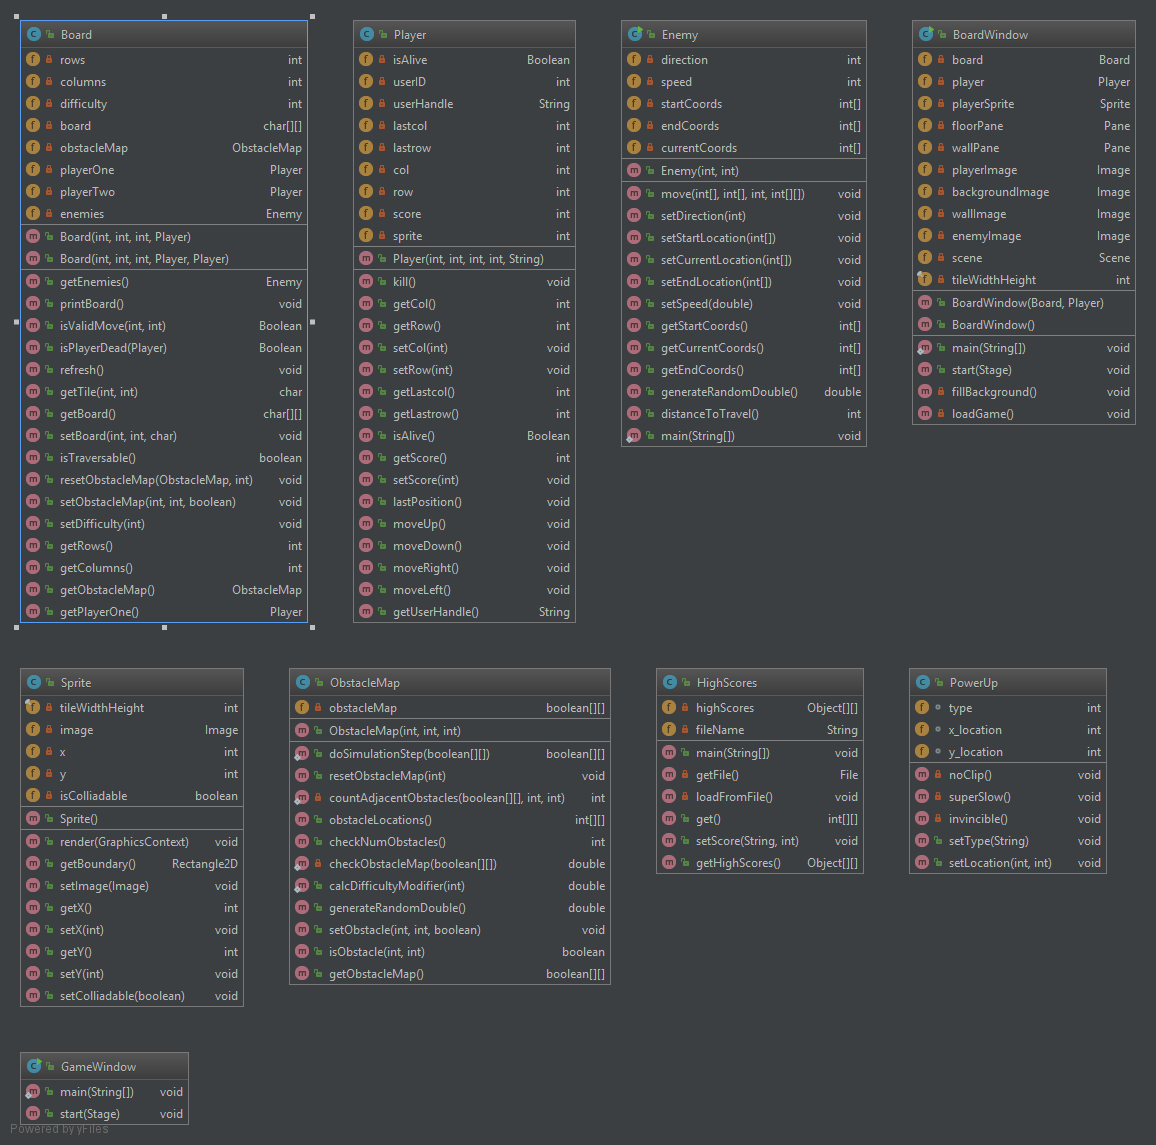 Board
rows int
columns int
difficulty int
board char[][]
obstacleMap ObstacleMap
playerOne Player
playerTwo Player
enemies Enemy
Board(int, int, int, Player)
Board(int, int, int, Player, Player)
getEnemies() Enemy
printBoard() void
isValidMove(int, int) Boolean
isPlayerDead(Player) Boolean
refresh() void
getTile(int, int) char
getBoard() char[][]
setBoard(int, int, char) void
isTraversable() boolean
resetObstacleMap(ObstacleMap, int) void
setObstacleMap(int, int, boolean) void
setDifficulty(int) void
getRows() int
getColumns() int
getObstacleMap() ObstacleMap
getPlayerOne() Player
Player
isAlive Boolean
userID int
userHandle String
lastcol int
lastrow int
col int
row int
score int
sprite int
Player(int, int, int, int, String)
kill() void
getCol() int
getRow() int
setCol(int) void
setRow(int) void
getLastcol() int
getLastrow() int
isAlive() Boolean
getScore() int
setScore(int) void
lastPosition() void
moveUp() void
moveDown() void
moveRight() void
moveLeft() void
getUserHandle() String
Enemy
direction int
speed int
startCoords int[]
endCoords int[]
currentCoords int[]
Enemy(int, int)
move(int[], int[], int, int[][]) void
setDirection(int) void
setStartLocation(int[]) void
setCurrentLocation(int[]) void
setEndLocation(int[]) void
setSpeed(double) void
getStartCoords() int[]
getCurrentCoords() int[]
getEndCoords() int[]
generateRandomDouble() double
distanceToTravel() int
main(String[]) void
BoardWindow
board Board
player Player
playerSprite Sprite
floorPane Pane
wallPane Pane
playerImage Image
backgroundImage Image
wallImage Image
enemyImage Image
scene Scene
tileWidthHeight int
BoardWindow(Board, Player)
BoardWindow()
main(String[]) void
start(Stage) void
fillBackground() void
loadGame() void
Sprite
tileWidthHeight int
image Image
x int
y int
isColliadable boolean
Sprite()
render(GraphicsContext) void
getBoundary() Rectangle2D
setImage(Image) void
getX() int
setX(int) void
getY() int
setY(int) void
setColliadable(boolean) void
ObstacleMap
obstacleMap boolean[][]
ObstacleMap(int, int, int)
doSimulationStep(boolean[][]) boolean[][]
resetObstacleMap(int) void
countAdjacentObstacles(boolean[][], int, int) int
obstacleLocations() int[][]
checkNumObstacles() int
checkObstacleMap(boolean[][]) double
calcDifficultyModifier(int) double
generateRandomDouble() double
setObstacle(int, int, boolean) void
isObstacle(int, int) boolean
getObstacleMap() boolean[][]
HighScores
highScores Object[][]
fileName String
main(String[]) void
getFile() File
loadFromFile() void
get() int[][]
setScore(String, int) void
getHighScores() Object[][]
PowerUp
type int
x_location int
y_location int
noClip() void
superSlow() void
invincible() void
setType(String) void
setLocation(int, int) void
GameWindow
main(String[]) void
start(Stage) void
Powered by yFiles